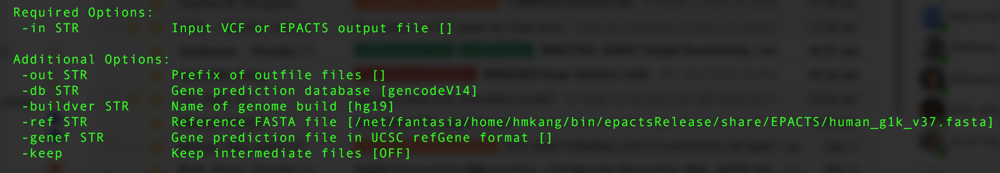 Required Options:
-in STR Input VCF or EPACTS output file []
Additional Options:
-out STR Prefix of outfile files []
-db STR Gene prediction database [gencodeV14]
-buildver STR Name of genome build [hg19]
-ref STR Reference FASTA file [/net/fantasia/home/hmkang/bin/epactsRelease/share/EPACTS/human_g1k_v37.fasta]
-genef STR Gene prediction file in UCSC refGene format []
-keep Keep intermediate files [OFF]